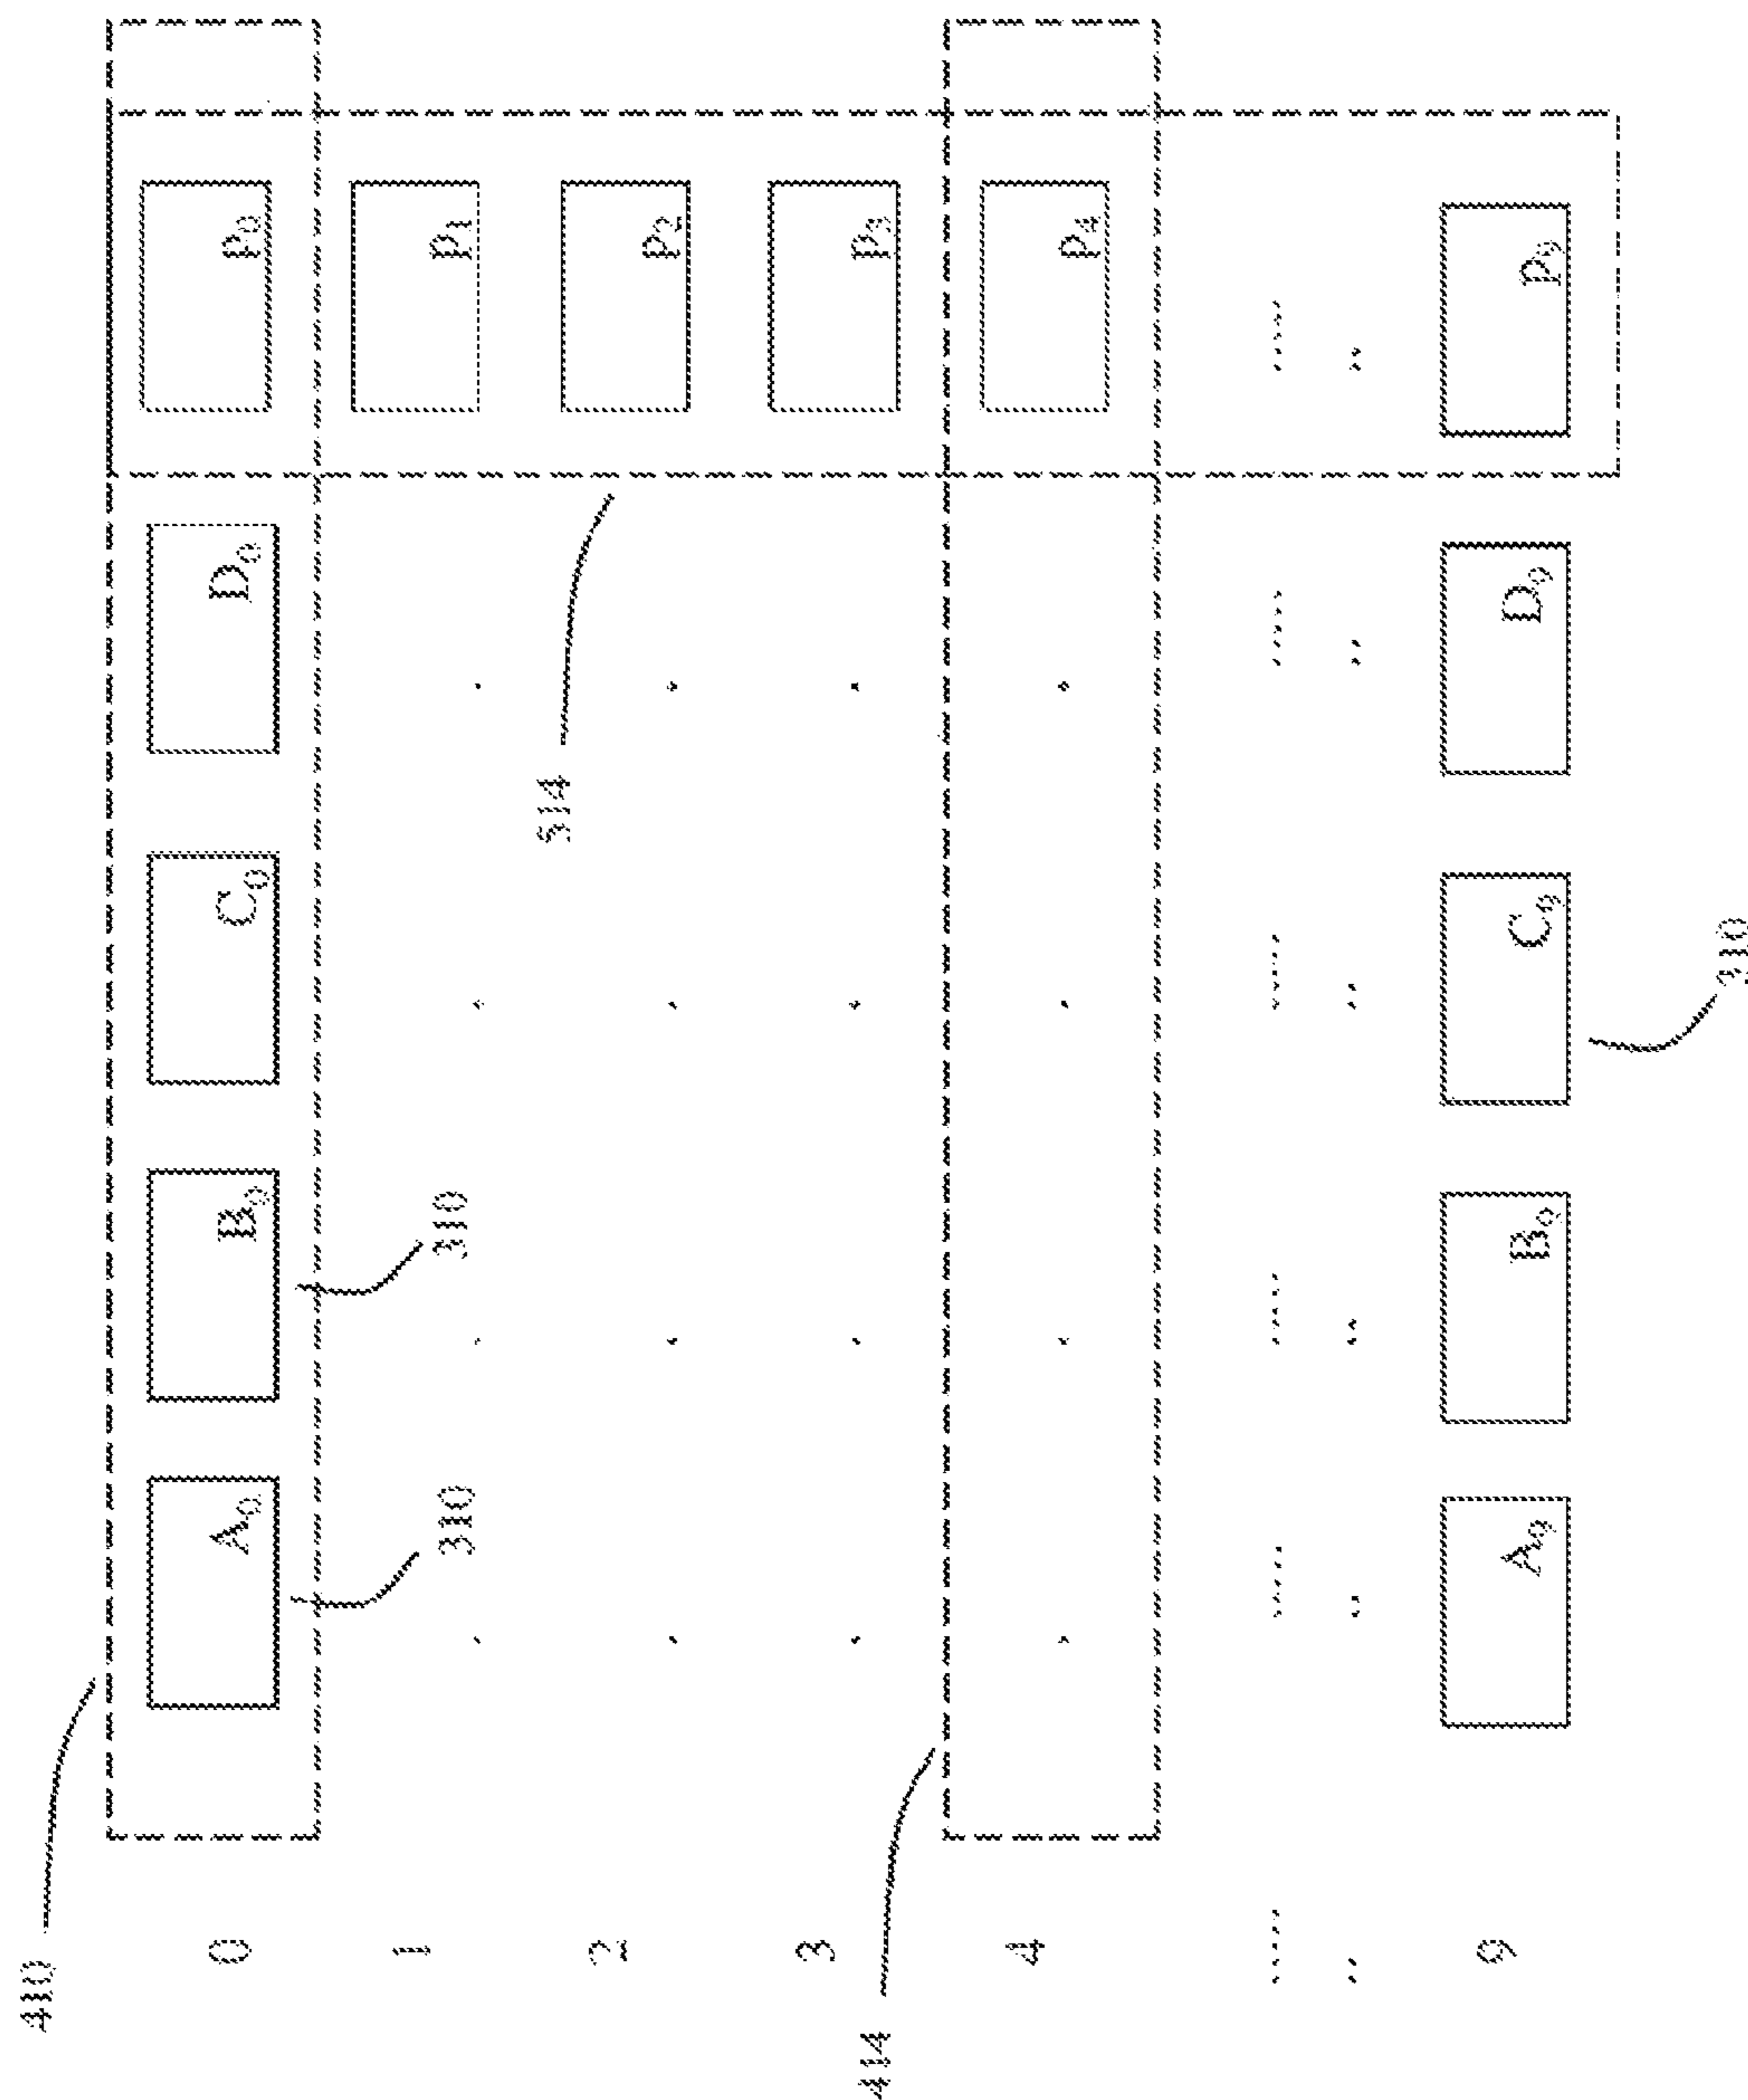 410
0 A₀ B₀ C₀ D₀ P₀
1 . . . . P₁
310 310
514
2 . . . . P₂
3 . . . . P₃
414
4 . . . . P₄
..... ..... ..... ..... ..... .....
.. .. .. .. .. ..
9 A₉ B₉ C₉ D₉ P₉
310